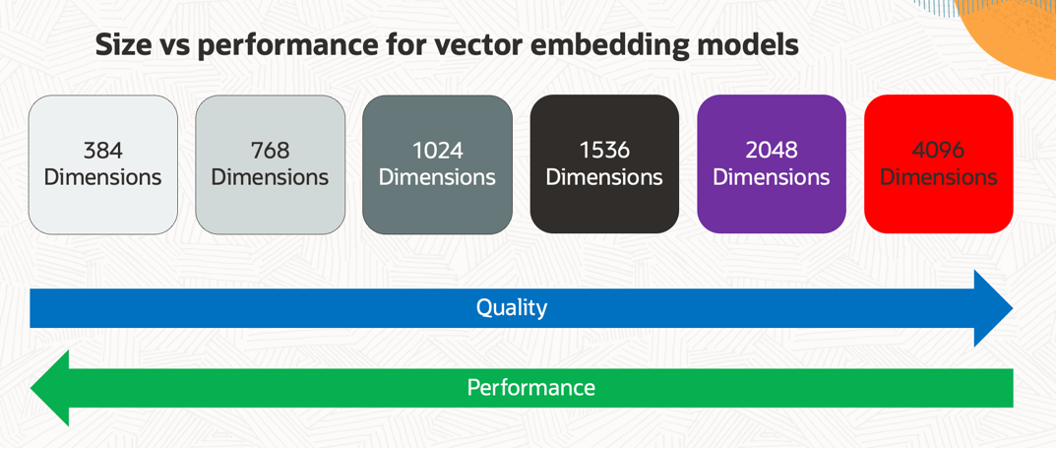 Size vs performance for vector embedding models
384
Dimensions
768
Dimensions
1024
Dimensions
1536
Dimensions
2048
Dimensions
4096
Dimensions
Quality
Performance